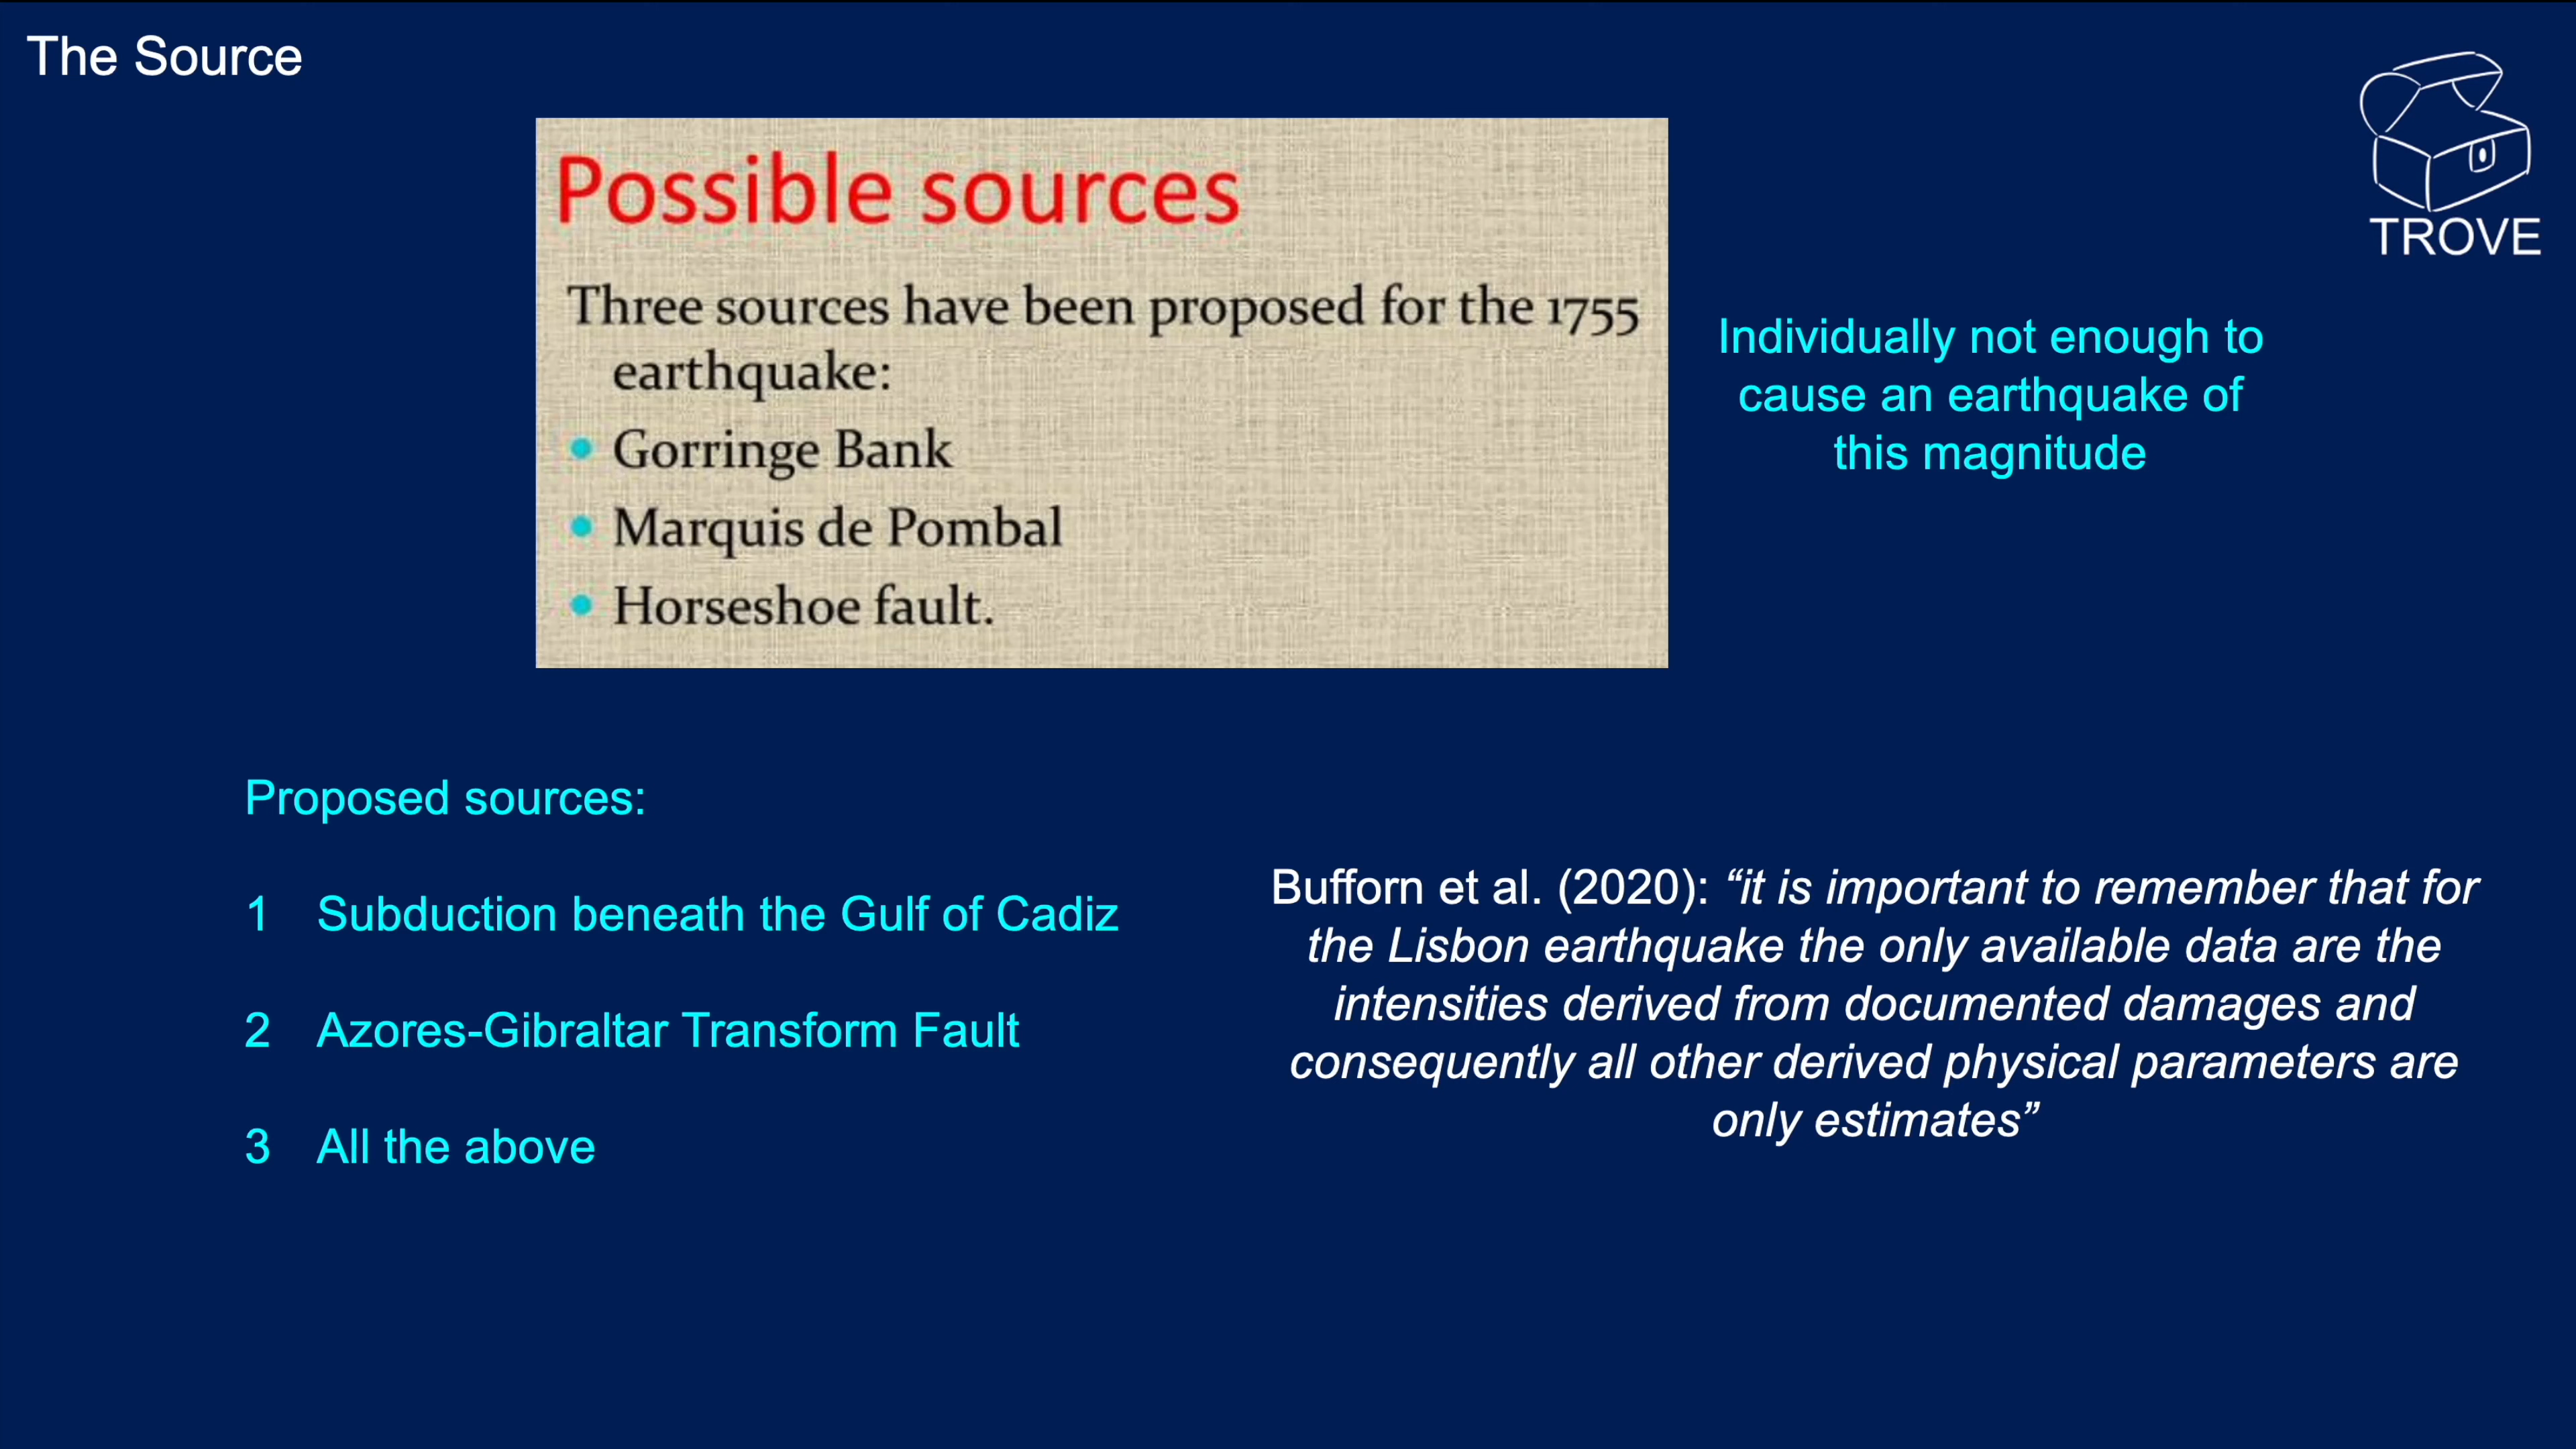 The Source
TROVE
Possible sources
Three sources have been proposed for the 1755
earthquake:
• Gorringe Bank
• Marquis de Pombal
• Horseshoe fault.
Individually not enough to
cause an earthquake of
this magnitude
Proposed sources:
1 Subduction beneath the Gulf of Cadiz
2 Azores-Gibraltar Transform Fault
3 All the above
Bufforn et al. (2020): “it is important to remember that for
the Lisbon earthquake the only available data are the
intensities derived from documented damages and
consequently all other derived physical parameters are
only estimates”